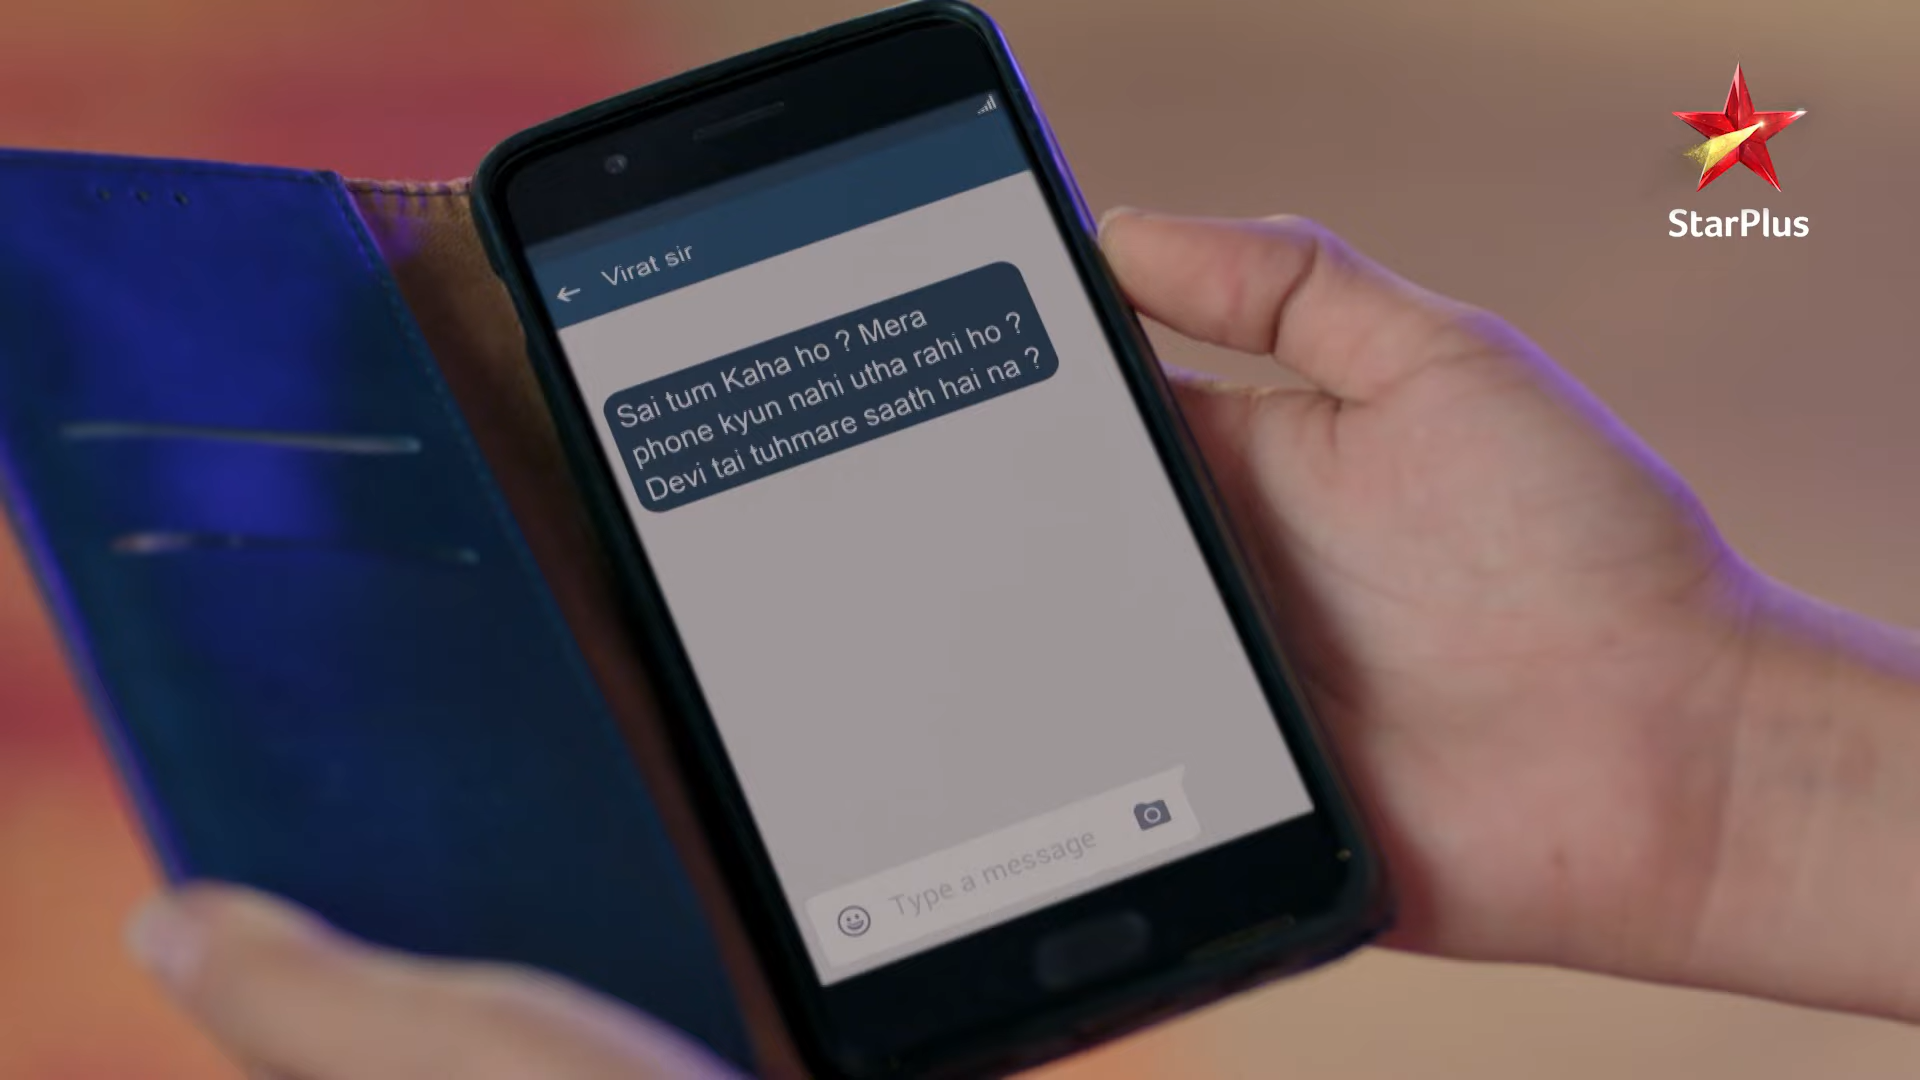 StarPlus
Virat sir
Sai tum Kaha ho ? Mera
phone kyun nahi utha rahi ho ?
Devi tai tuhmare saath hai na ?
Type a message